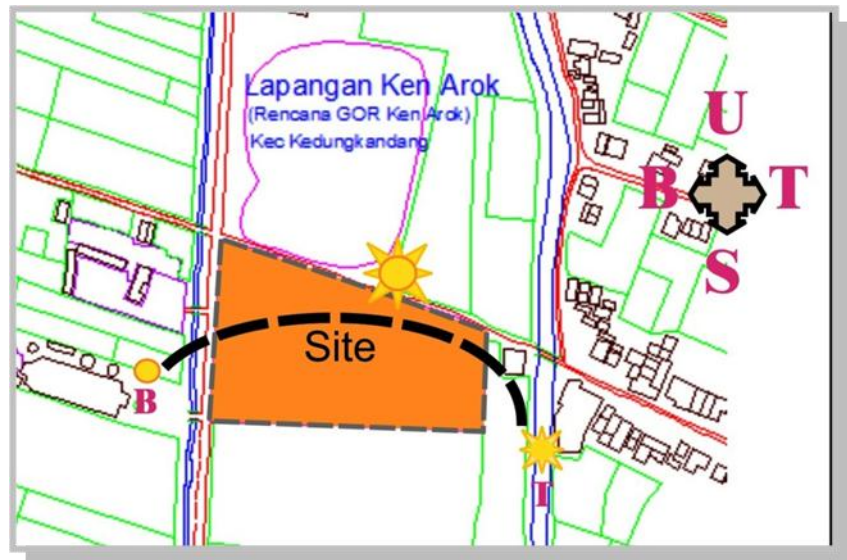 Lapangan Ken Arok
(Rencana GOR Ken Arok)
Kec Kedungkandang
U
B T
S
Site
B
T